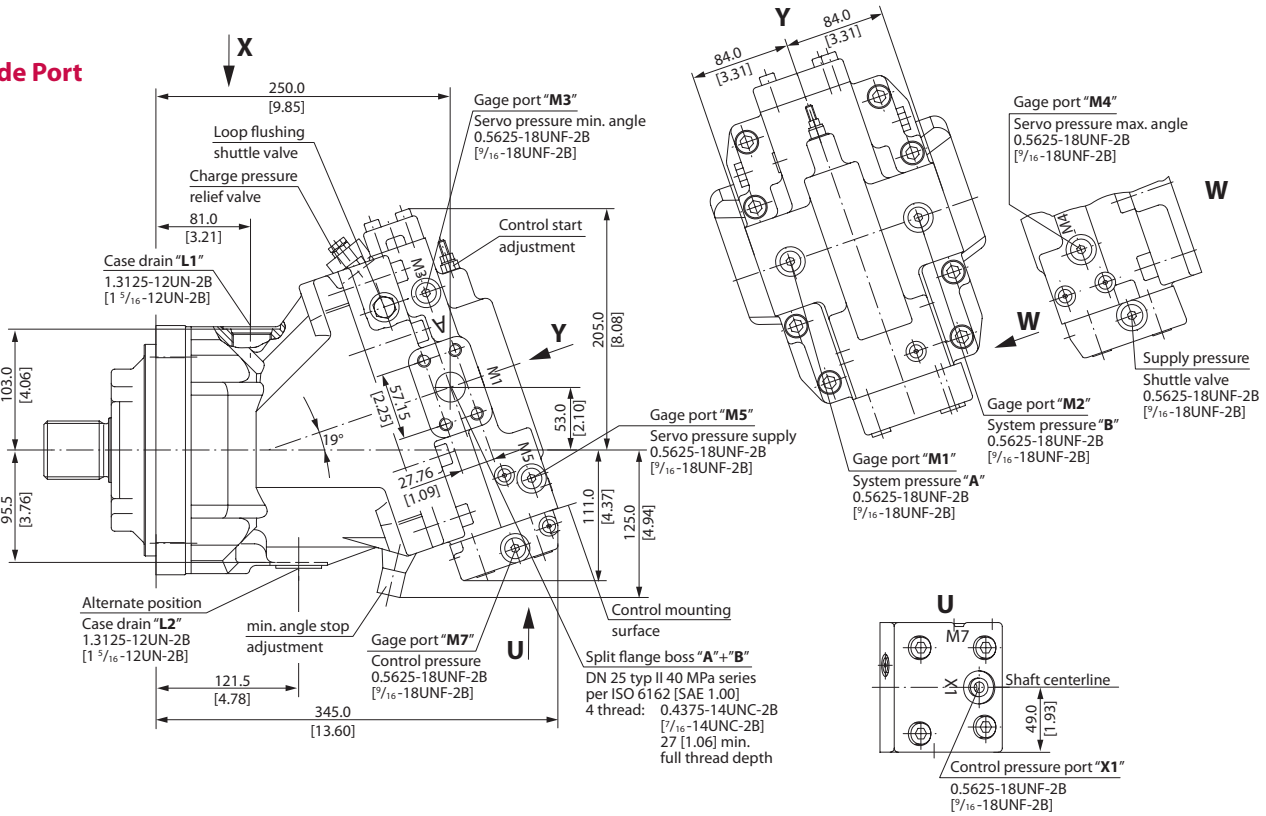 de Port
X
250.0
[9.85]
Loop flushing
shuttle valve
Charge pressure
relief valve
81.0
[3.21]
Case drain "L1"
1.3125-12UN-2B
[1 5/16-12UN-2B]
103.0
[4.06]
95.5
[3.76]
19°
Gage port "M3"
Servo pressure min. angle
0.5625-18UNF-2B
[9/16-18UNF-2B]
Control start
adjustment
M3
A
M1
M5
57.15
[2.25]
27.76
[1.09]
205.0
[8.08]
Y
53.0
[2.10]
Gage port "M5"
Servo pressure supply
0.5625-18UNF-2B
[9/16-18UNF-2B]
111.0
[4.37]
125.0
[4.94]
Alternate position
Case drain "L2"
1.3125-12UN-2B
[1 5/16-12UN-2B]
min. angle stop
adjustment
Gage port "M7"
Control pressure
0.5625-18UNF-2B
[9/16-18UNF-2B]
U
Control mounting
surface
Split flange boss "A"+"B"
DN 25 typ II 40 MPa series
per ISO 6162 [SAE 1.00]
4 thread: 0.4375-14UNC-2B
[7/16-14UNC-2B]
27 [1.06] min.
full thread depth
121.5
[4.78]
345.0
[13.60]
Y
84.0
[3.31]
84.0
[3.31]
W
Gage port "M2"
System pressure "B"
0.5625-18UNF-2B
[9/16-18UNF-2B]
Gage port "M1"
System pressure "A"
0.5625-18UNF-2B
[9/16-18UNF-2B]
Gage port "M4"
Servo pressure max. angle
0.5625-18UNF-2B
[9/16-18UNF-2B]
W
M4
Supply pressure
Shuttle valve
0.5625-18UNF-2B
[9/16-18UNF-2B]
U
M7
X1
Shaft centerline
49.0
[1.93]
Control pressure port "X1"
0.5625-18UNF-2B
[9/16-18UNF-2B]